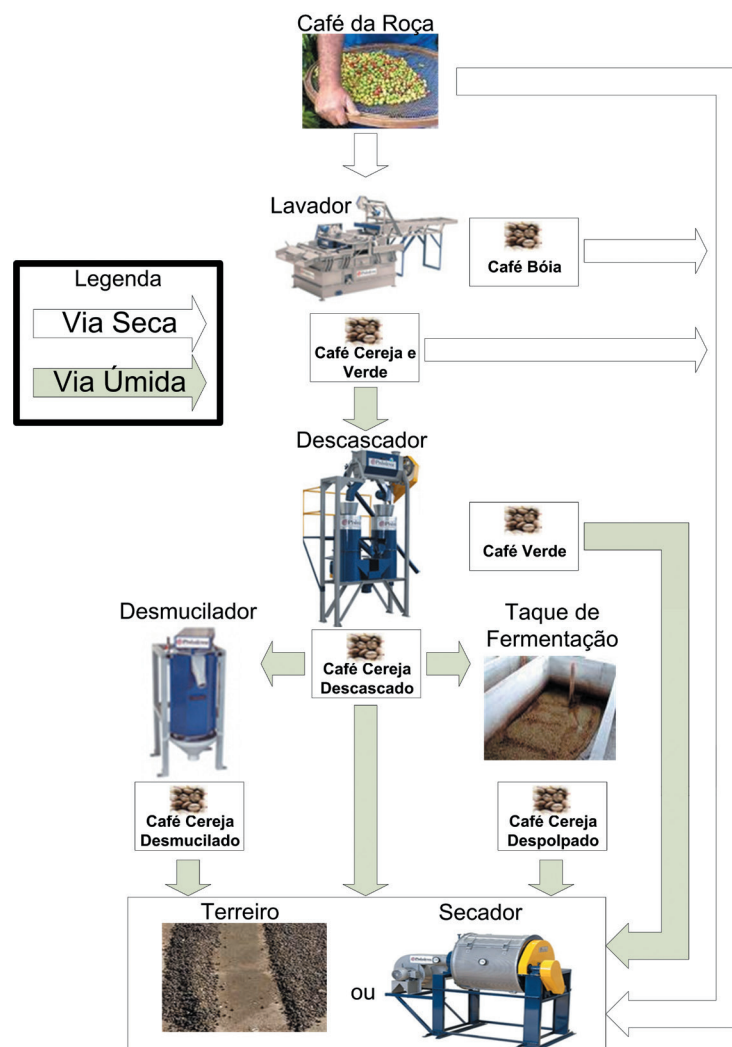 Café da Roça
Lavador
Café Bóia
Legenda
Via Seca
Via Úmida
Café Cereja e
Verde
Descascador
Café Verde
Desmucilador
Taque de
Fermentação
Café Cereja
Descascado
Café Cereja
Desmucilado
Café Cereja
Despolpado
Terreiro
ou
Secador